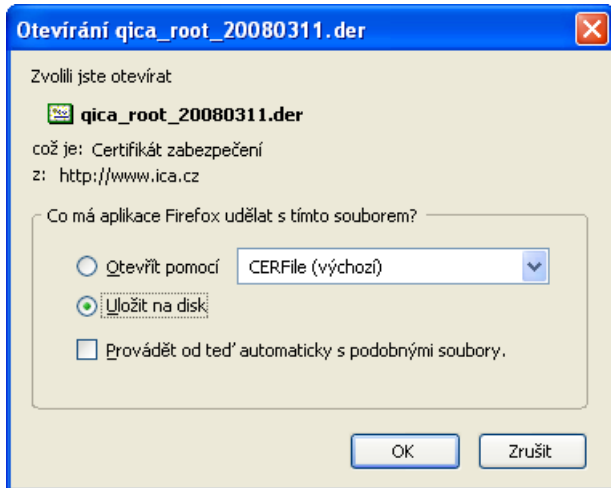 Otevírání qica_root_20080311.der
Zvolili jste otevírat
qica_root_20080311.der
což je: Certifikát zabezpečení
z: http://www.ica.cz
Co má aplikace Firefox udělat s tímto souborem?
Otevřít pomocí CERFile (výchozí)
Uložit na disk
Provádět od teď automaticky s podobnými soubory.
OK Zrušit